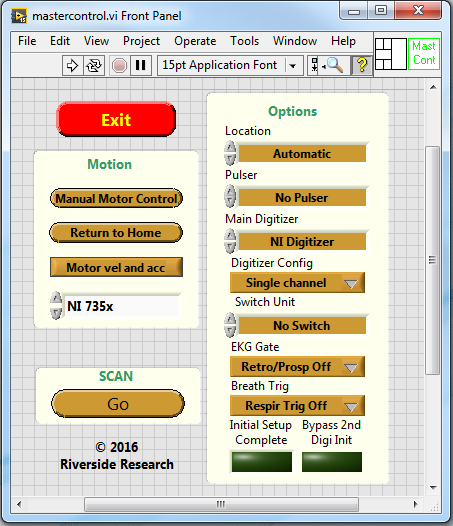 mastercontrol.vi Front Panel
File Edit View Project Operate Tools Window Help
15pt Application Font
?
Mast
Cont
Exit
Motion
Manual Motor Control
Return to Home
Motor vel and acc
NI 735x
SCAN
Go
© 2016
Riverside Research
Options
Location
Automatic
Pulser
No Pulser
Main Digitizer
NI Digitizer
Digitizer Config
Single channel
Switch Unit
No Switch
EKG Gate
Retro/Prosp Off
Breath Trig
Respir Trig Off
Initial Setup
Complete
Bypass 2nd
Digi Init